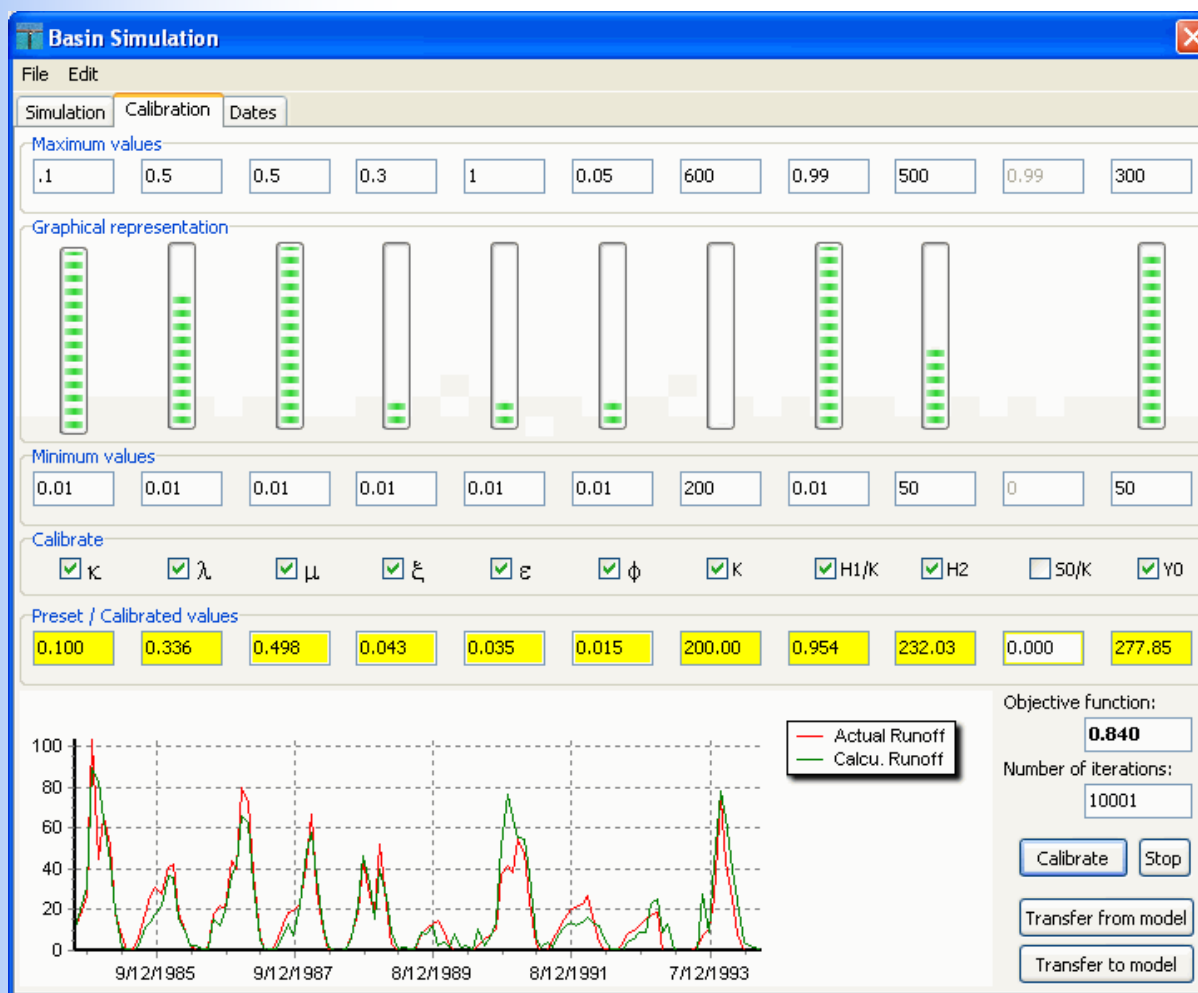 Basin Simulation
File Edit
Simulation Calibration Dates
Maximum values
.1 0.5 0.5 0.3 1 0.05 600 0.99 500 0.99 300
Graphical representation
Minimum values
0.01 0.01 0.01 0.01 0.01 0.01 200 0.01 50 0 50
Calibrate
κ λ μ ξ ε φ K H1/K H2 S0/K Y0
Preset / Calibrated values
0.100 0.336 0.498 0.043 0.035 0.015 200.00 0.954 232.03 0.000 277.85
Objective function:
0.840
Number of iterations:
10001
Calibrate Stop
Transfer from model
Transfer to model
Actual Runoff
Calcu. Runoff
100
80
60
40
20
0
9/12/1985 9/12/1987 8/12/1989 8/12/1991 7/12/1993